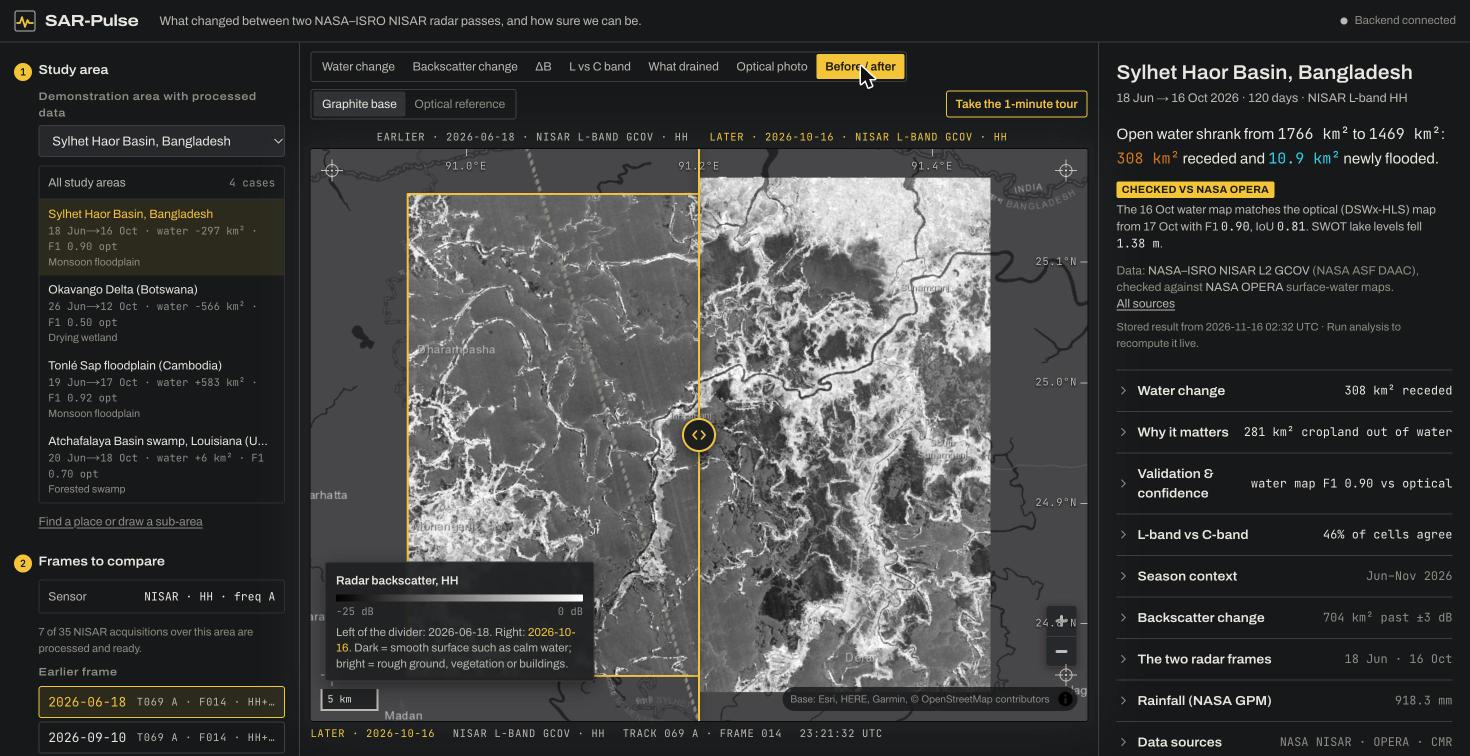 SAR-Pulse
What changed between two NASA–ISRO NISAR radar passes, and how sure we can be.
Backend connected
1 Study area
Demonstration area with processed
data
Sylhet Haor Basin, Bangladesh
All study areas 4 cases
Sylhet Haor Basin, Bangladesh
18 Jun→16 Oct · water -297 km² ·
F1 0.90 opt
Monsoon floodplain
Okavango Delta (Botswana)
26 Jun→12 Oct · water -566 km² ·
F1 0.50 opt
Drying wetland
Tonlé Sap floodplain (Cambodia)
19 Jun→17 Oct · water +583 km² ·
F1 0.92 opt
Monsoon floodplain
Atchafalaya Basin swamp, Louisiana (U...
20 Jun→18 Oct · water +6 km² · F1
0.70 opt
Forested swamp
Find a place or draw a sub-area
2 Frames to compare
Sensor NISAR · HH · freq A
7 of 35 NISAR acquisitions over this area are
processed and ready.
Earlier frame
2026-06-18 T069 A · F014 · HH+…
2026-09-10 T069 A · F014 · HH+…
Water change Backscatter change ΔB L vs C band What drained Optical photo Before / after
Graphite base Optical reference
Take the 1-minute tour
EARLIER · 2026-06-18 · NISAR L-BAND GCOV · HH LATER · 2026-10-16 · NISAR L-BAND GCOV · HH
91.0°E 91.2°E 91.4°E
INDIA
BANGLADESH
25.1°N
Sunamganj
Dharampasha
25.0°N
24.9°N
Madan
Radar backscatter, HH
-25 dB 0 dB
Left of the divider: 2026-06-18. Right: 2026-10-
16. Dark = smooth surface such as calm water;
bright = rough ground, vegetation or buildings.
5 km
Base: Esri, HERE, Garmin, © OpenStreetMap contributors
LATER · 2026-10-16 NISAR L-BAND GCOV · HH TRACK 069 A · FRAME 014 23:21:32 UTC
Sylhet Haor Basin, Bangladesh
18 Jun → 16 Oct 2026 · 120 days · NISAR L-band HH
Open water shrank from 1766 km² to 1469 km²:
308 km² receded and 10.9 km² newly flooded.
CHECKED VS NASA OPERA
The 16 Oct water map matches the optical (DSWx-HLS) map
from 17 Oct with F1 0.90, IoU 0.81. SWOT lake levels fell
1.38 m.
Data: NASA–ISRO NISAR L2 GCOV (NASA ASF DAAC),
checked against NASA OPERA surface-water maps.
All sources
Stored result from 2026-11-16 02:32 UTC · Run analysis to
recompute it live.
Water change 308 km² receded
Why it matters 281 km² cropland out of water
Validation &
confidence water map F1 0.90 vs optical
L-band vs C-band 46% of cells agree
Season context Jun–Nov 2026
Backscatter change 704 km² past ±3 dB
The two radar frames 18 Jun · 16 Oct
Rainfall (NASA GPM) 918.3 mm
Data sources NASA NISAR · OPERA · CMR